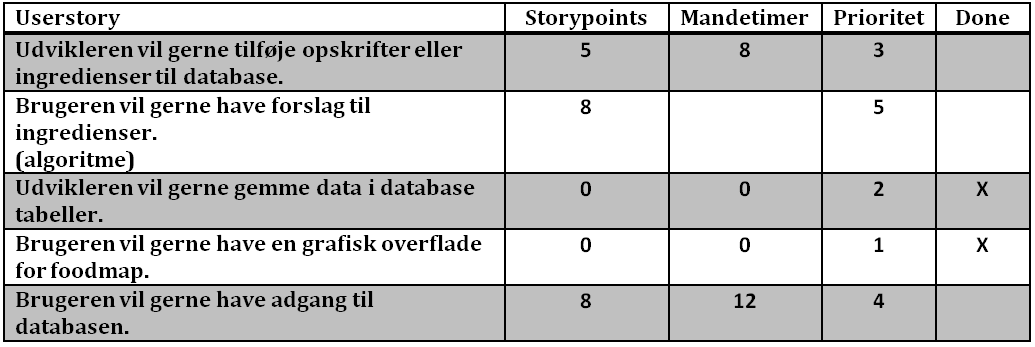 Userstory Storypoints Mandetimer Prioritet Done
Udvikleren vil gerne tilføje opskrifter eller 5 8 3
ingredienser til database.
Brugeren vil gerne have forslag til 8 5
ingredienser.
(algoritme)
Udvikleren vil gerne gemme data i database 0 0 2 X
tabeller.
Brugeren vil gerne have en grafisk overflade 0 0 1 X
for foodmap.
Brugeren vil gerne have adgang til 8 12 4
databasen.